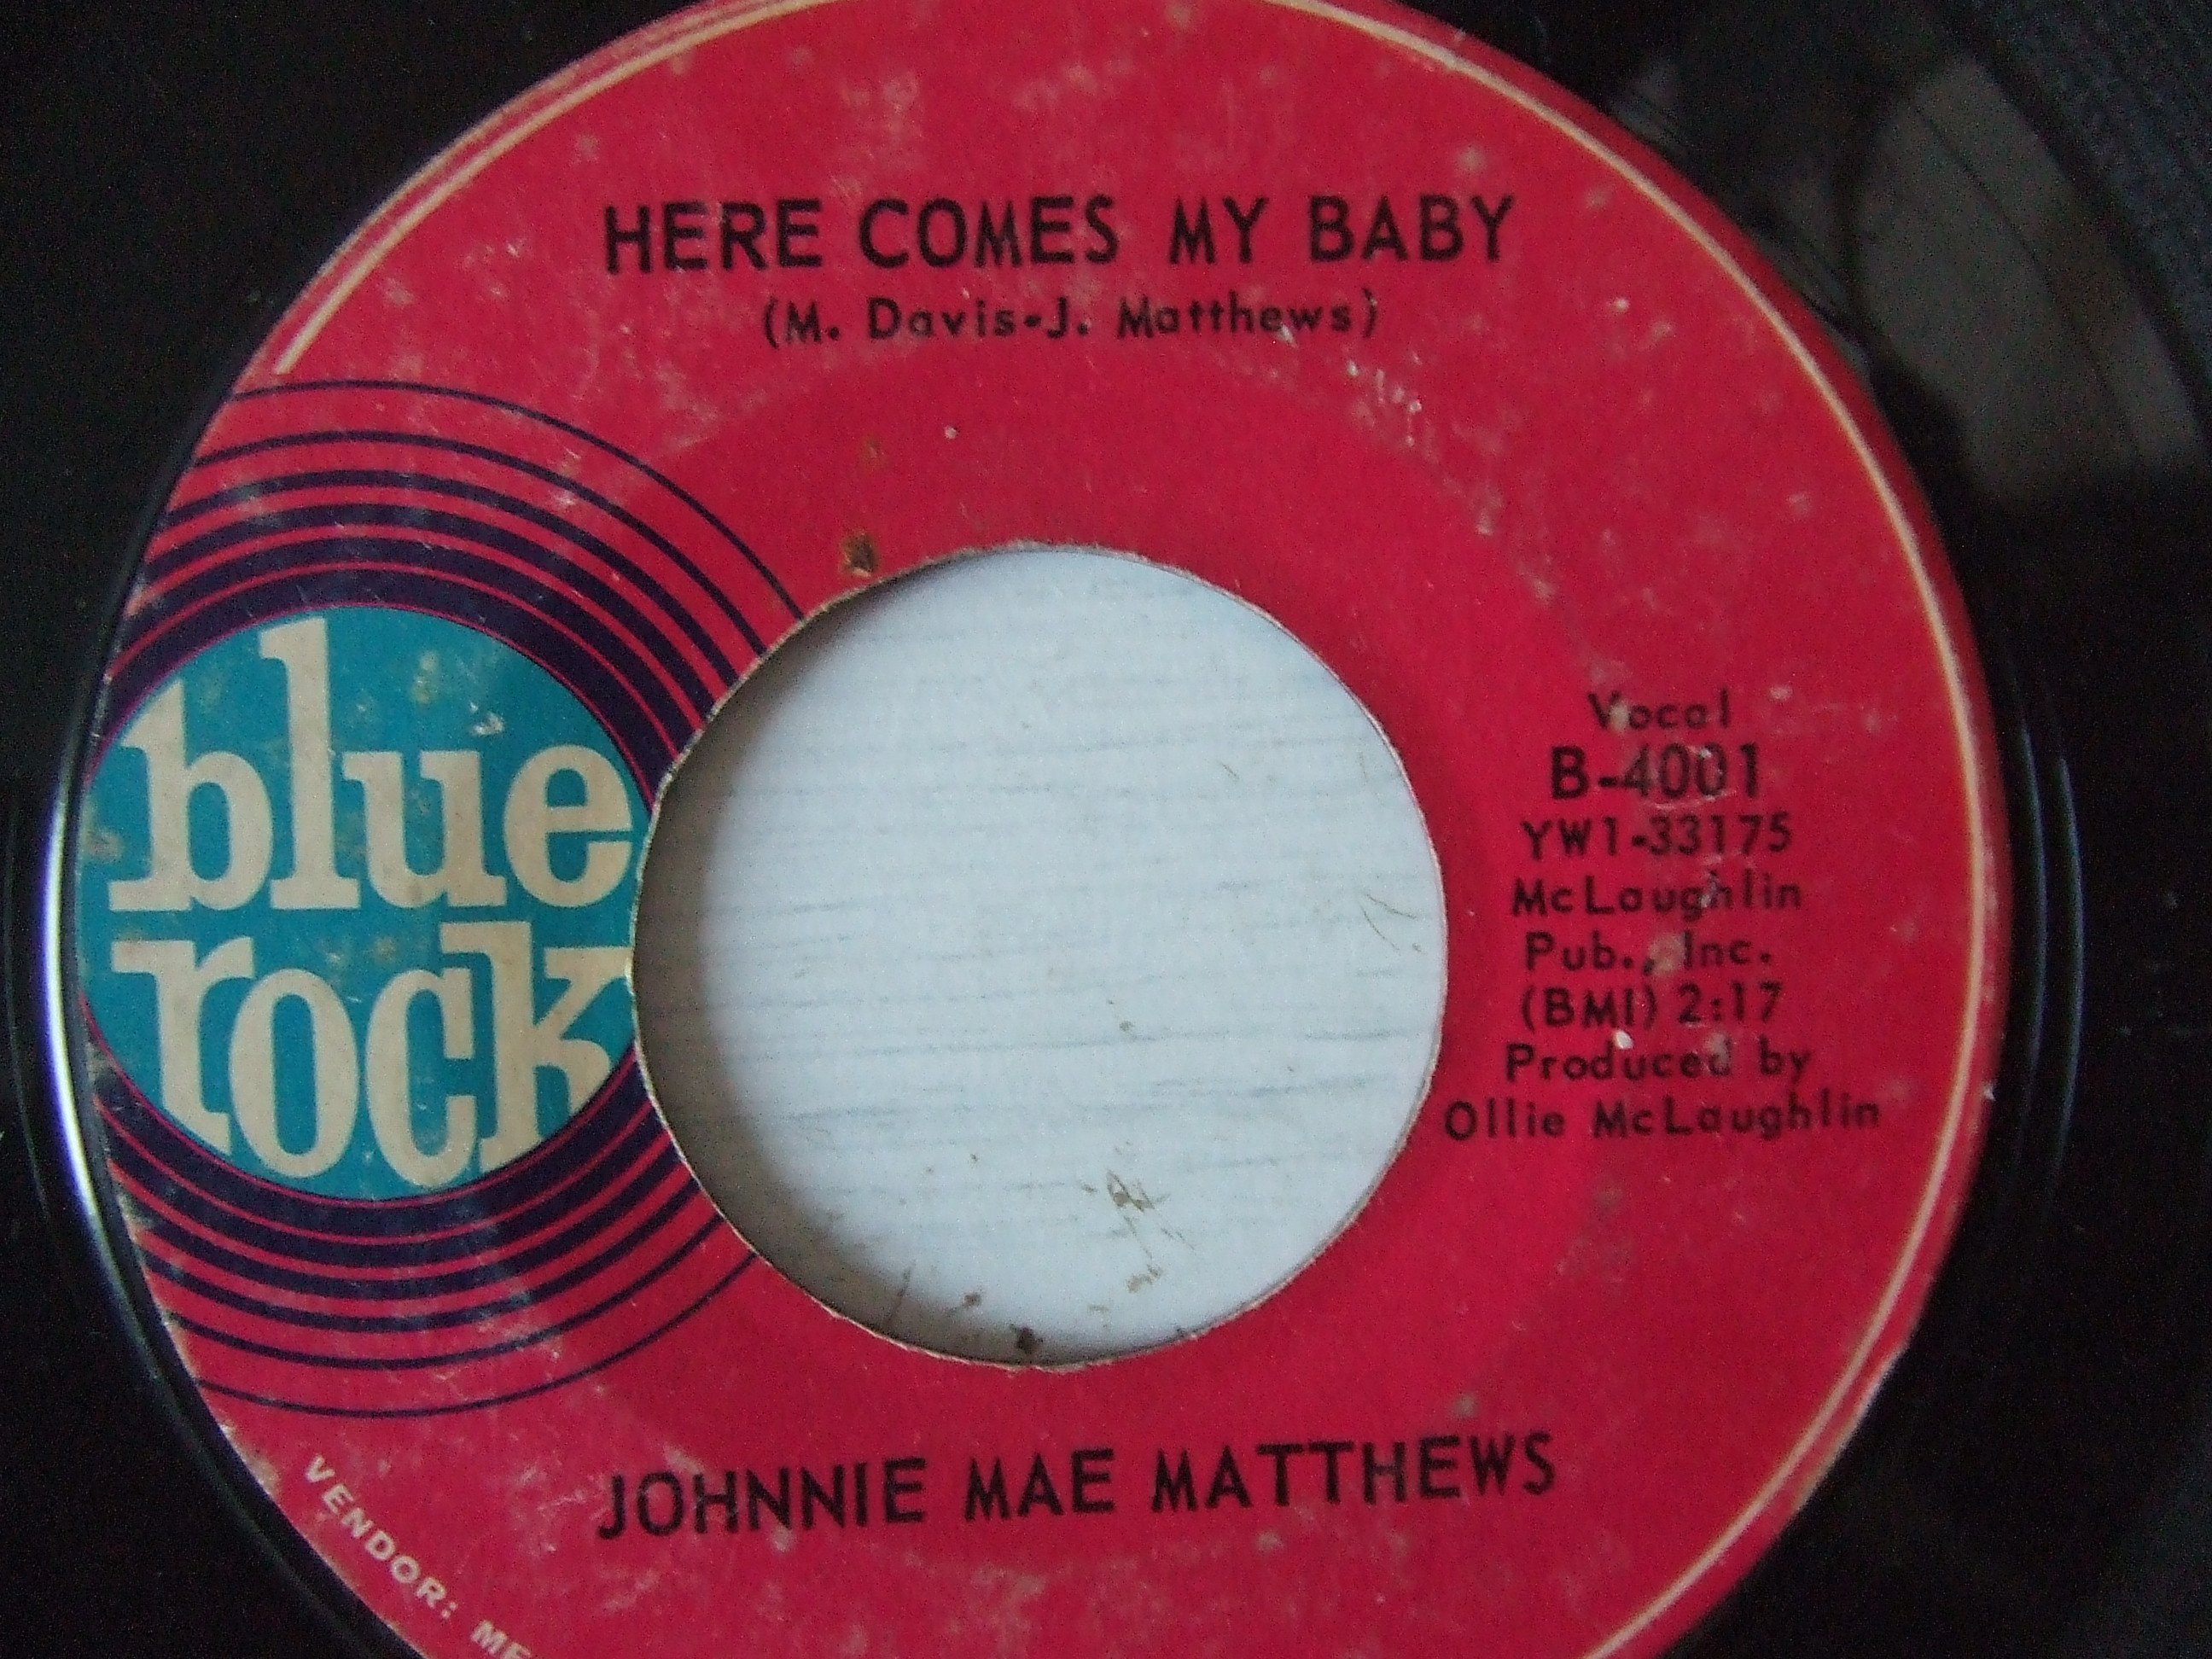 HERE COMES MY BABY
(M. Davis-J. Matthews)
blue
rock
Vocal
B-4001
YW1-33175
McLaughlin
Pub., Inc.
(BMI) 2:17
Produced by
Ollie McLaughlin
JOHNNIE MAE MATTHEWS
VENDOR: ME